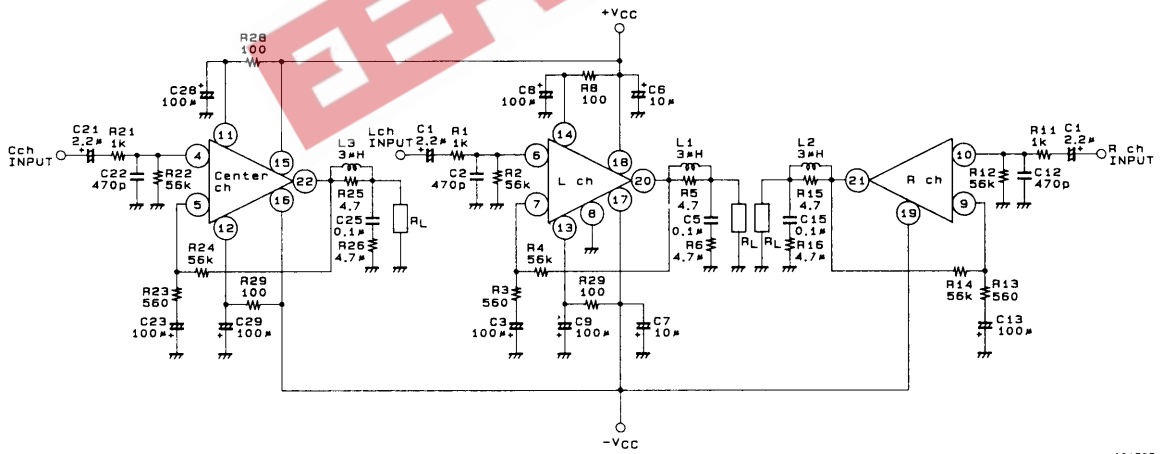 +VCC
R28
100
C28
100μ
+
11
C8
100μ
+
R8
100
C6
10μ
+
14
Cch
INPUT
C21
2.2μ
+
R21
1k
C22
470p
R22
56k
4
5
Center
ch
15
16
12
22
L3
3μH
R25
4.7
C25
0.1μ
R26
4.7μ
RL
R24
56k
R23
560
C23
100μ
+
R29
100
C29
100μ
+
Lch
INPUT
C1
2.2μ
+
R1
1k
C2
470p
R2
56k
6
7
L ch
18
17
8
13
20
L1
3μH
R5
4.7
C5
0.1μ
R6
4.7μ
RL
R4
56k
R3
560
C3
100μ
+
R29
100
C9
100μ
+
C7
10μ
+
L2
3μH
R15
4.7
C15
0.1μ
R16
4.7μ
RL
21
R ch
19
10
9
R12
56k
C12
470p
R11
1k
C1
2.2μ
+
R ch
INPUT
R14
56k
R13
560
C13
100μ
+
-VCC